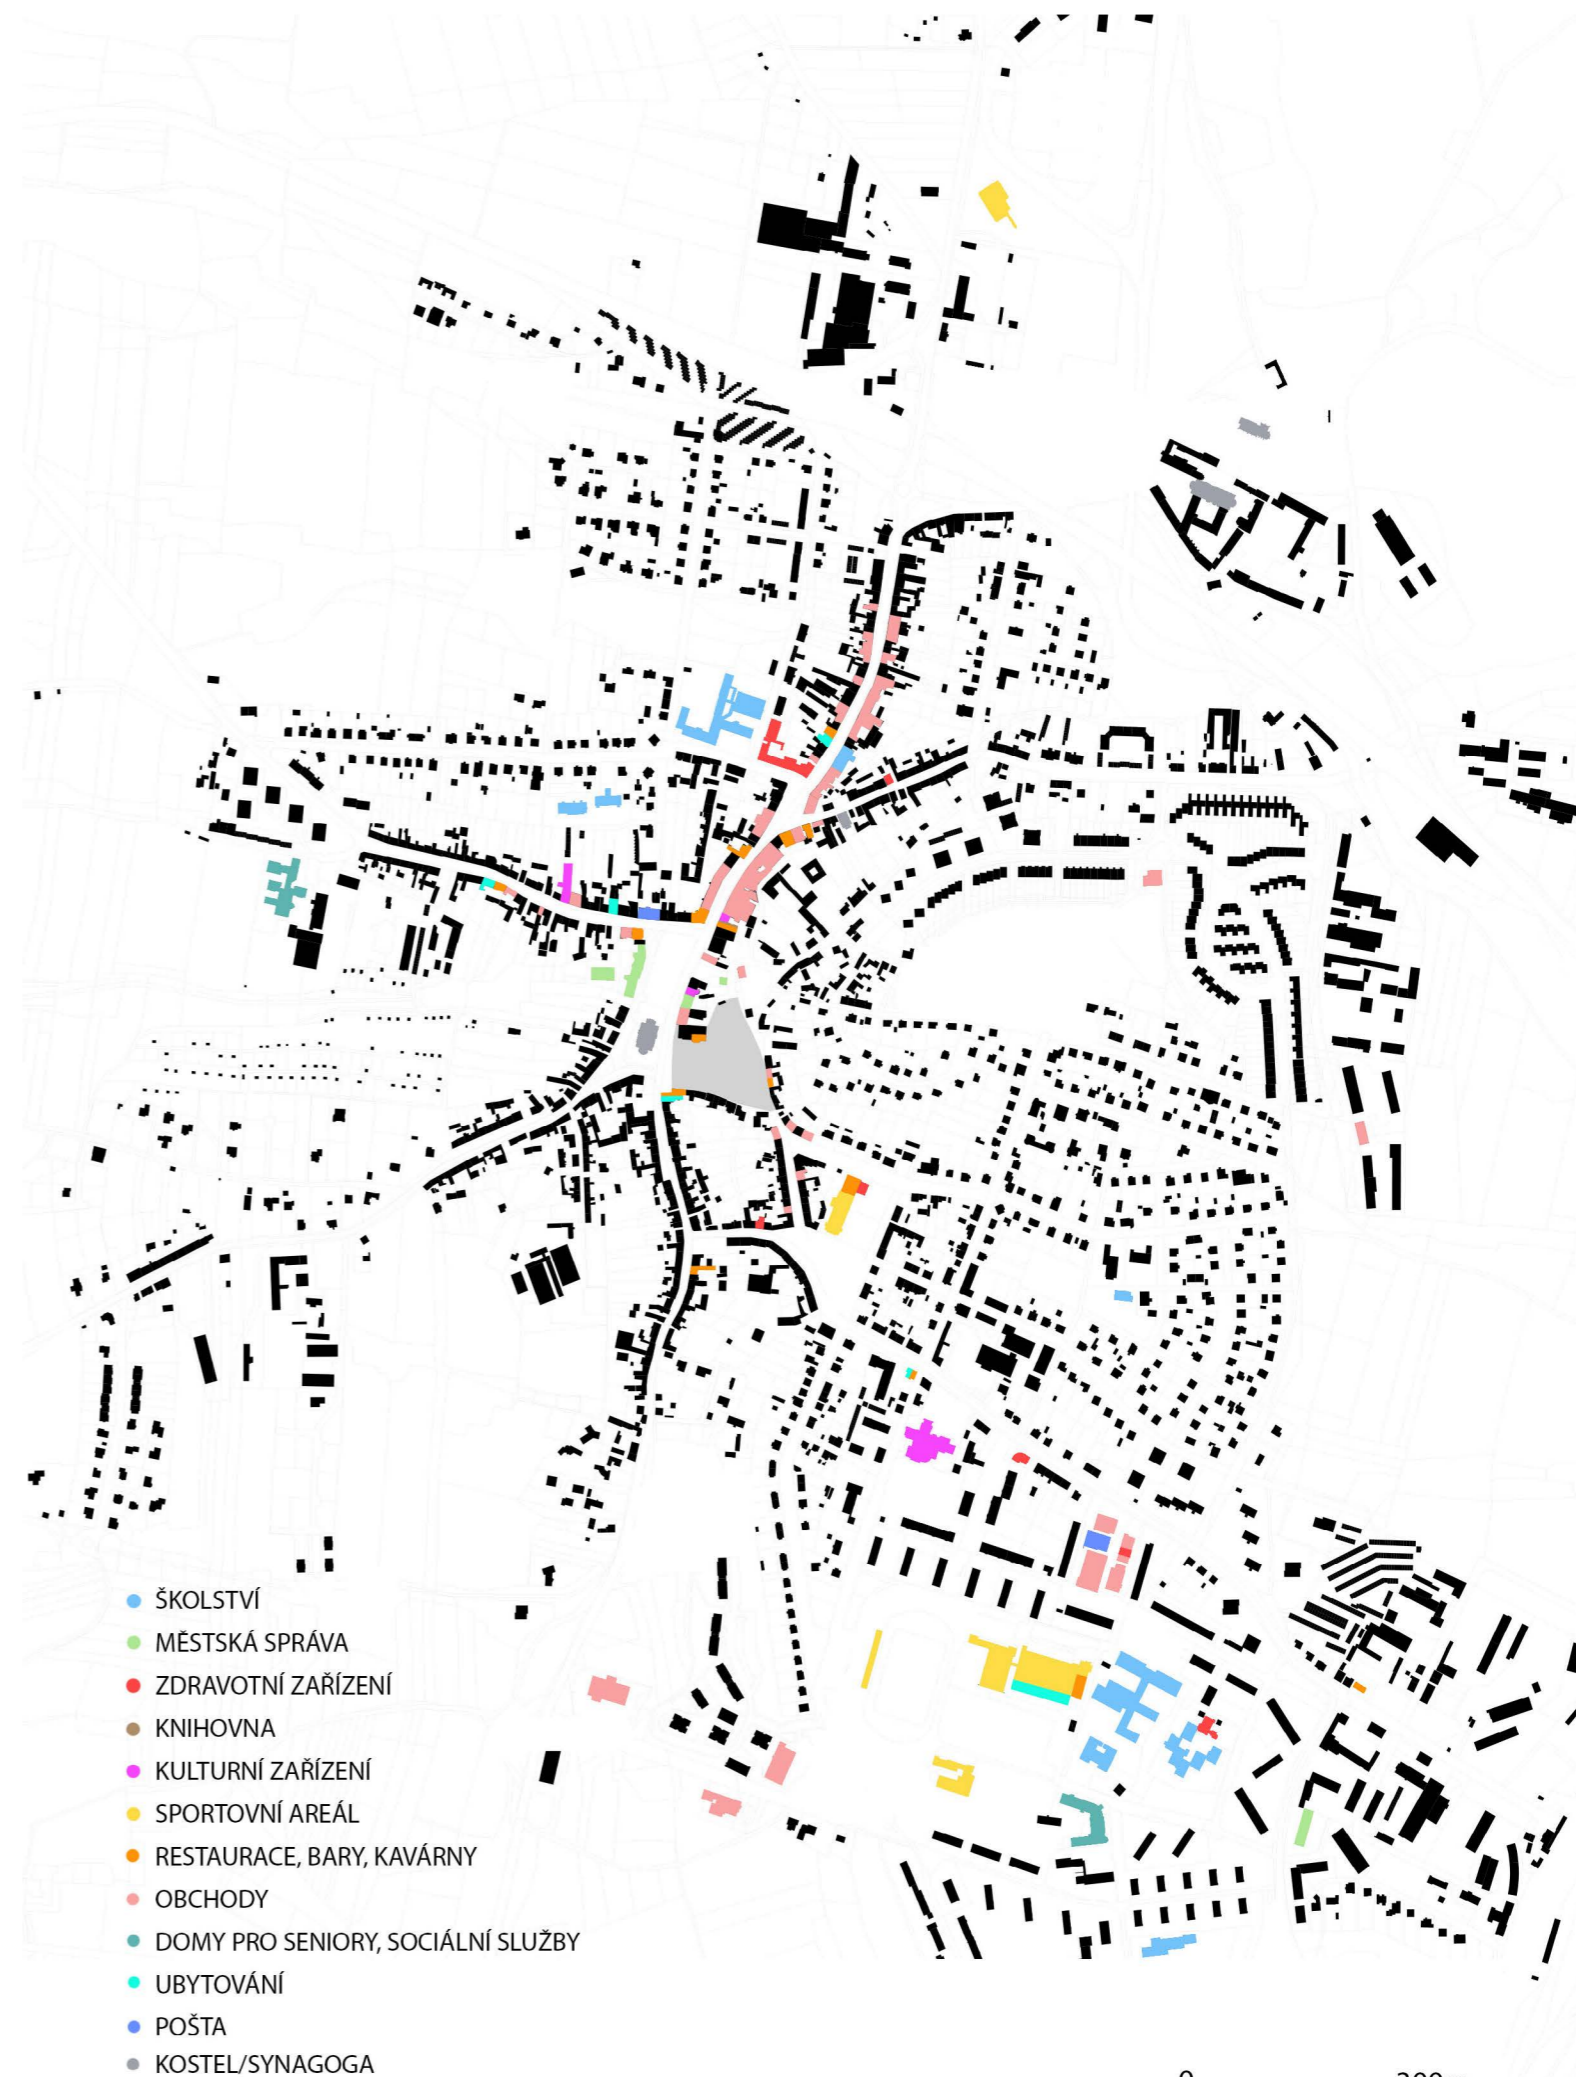 ŠKOLSTVÍ
MĚSTSKÁ SPRÁVA
ZDRAVOTNÍ ZAŘÍZENÍ
KNIHOVNA
KULTURNÍ ZAŘÍZENÍ
SPORTOVNÍ AREÁL
RESTAURACE, BARY, KAVÁRNY
OBCHODY
DOMY PRO SENIORY, SOCIÁLNÍ SLUŽBY
UBYTOVÁNÍ
POŠTA
KOSTEL/SYNAGOGA